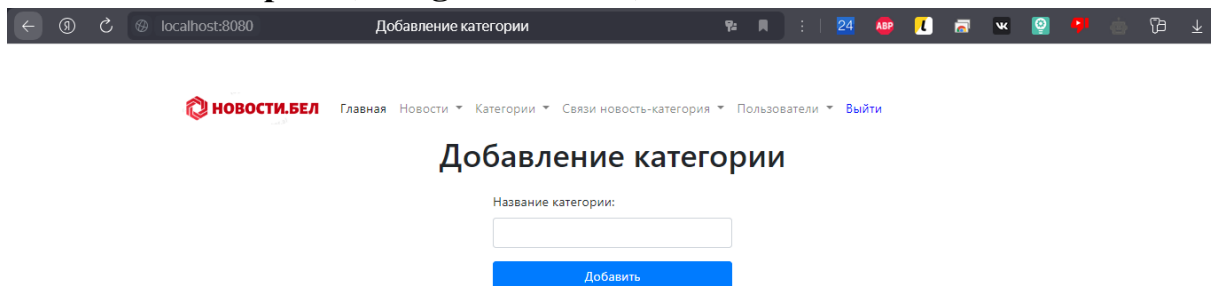 Я localhost:8080 Добавление категории 24 ABP
НОВОСТИ.БЕЛ Главная Новости Категории Связи новость-категория Пользователи Выйти
Добавление категории
Название категории:
Добавить